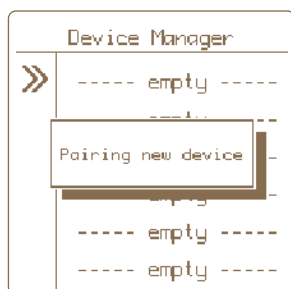 Device Manager
----- empty -----
Pairing new device
----- empty -----
----- empty -----